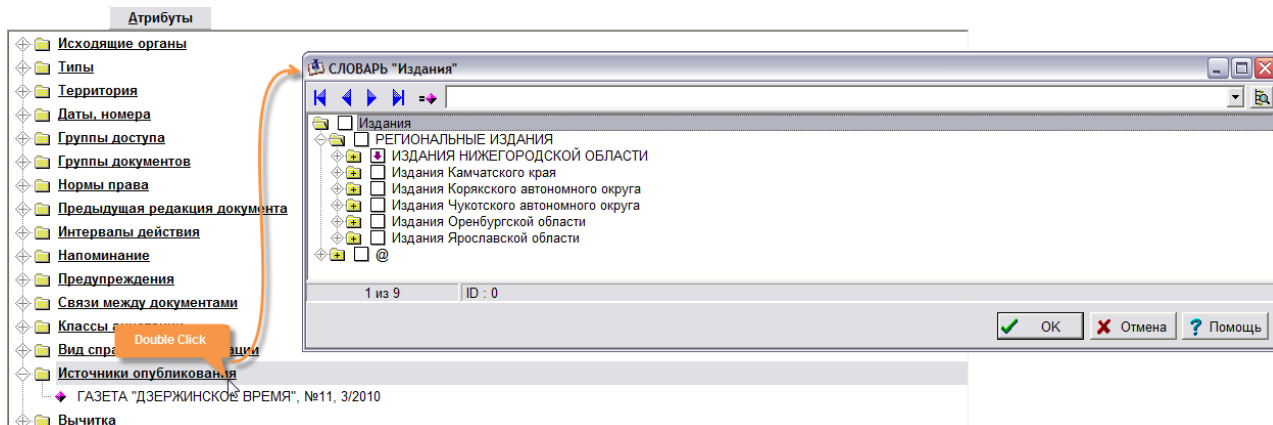 Атрибуты
Исходящие органы
Типы
Территория
Даты, номера
Группы доступа
Группы документов
Нормы права
Предыдущая редакция документа
Интервалы действия
Напоминание
Предупреждения
Связи между документами
Классы
Double Click
Вид
Источники опубликования
ГАЗЕТА "ДЗЕРЖИНСКОЕ ВРЕМЯ", №11, 3/2010
Вычитка
СЛОВАРЬ "Издания"
Издания
РЕГИОНАЛЬНЫЕ ИЗДАНИЯ
ИЗДАНИЯ НИЖЕГОРОДСКОЙ ОБЛАСТИ
Издания Камчатского края
Издания Корякского автономного округа
Издания Чукотского автономного округа
Издания Оренбургской области
Издания Ярославской области
@
1 из 9 ID : 0
OK Отмена ? Помощь